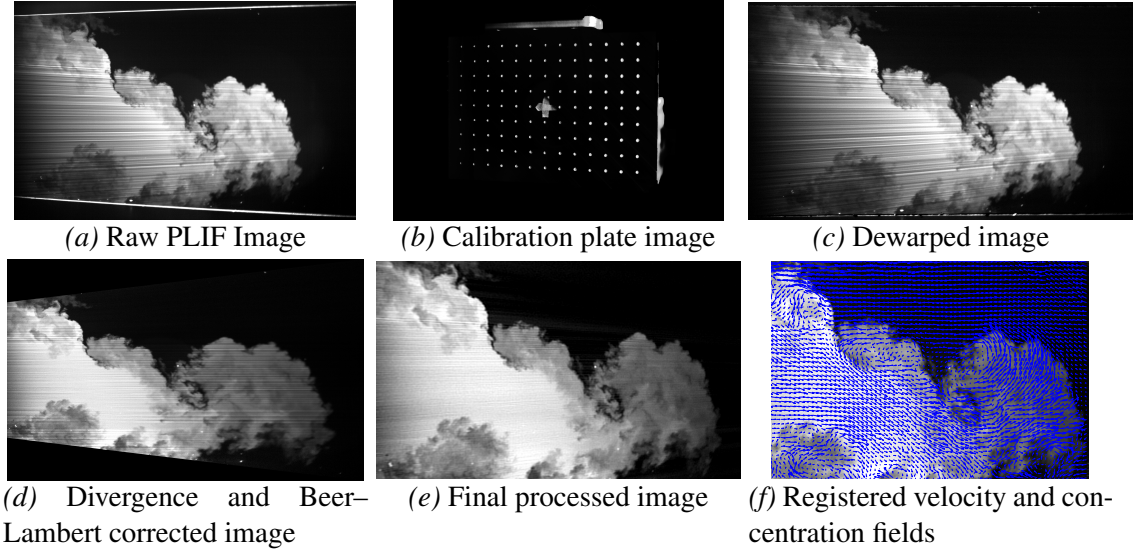 (a) Raw PLIF Image
(b) Calibration plate image
(c) Dewarped image
(d) Divergence and Beer–
Lambert corrected image
(e) Final processed image
(f) Registered velocity and con-
centration fields